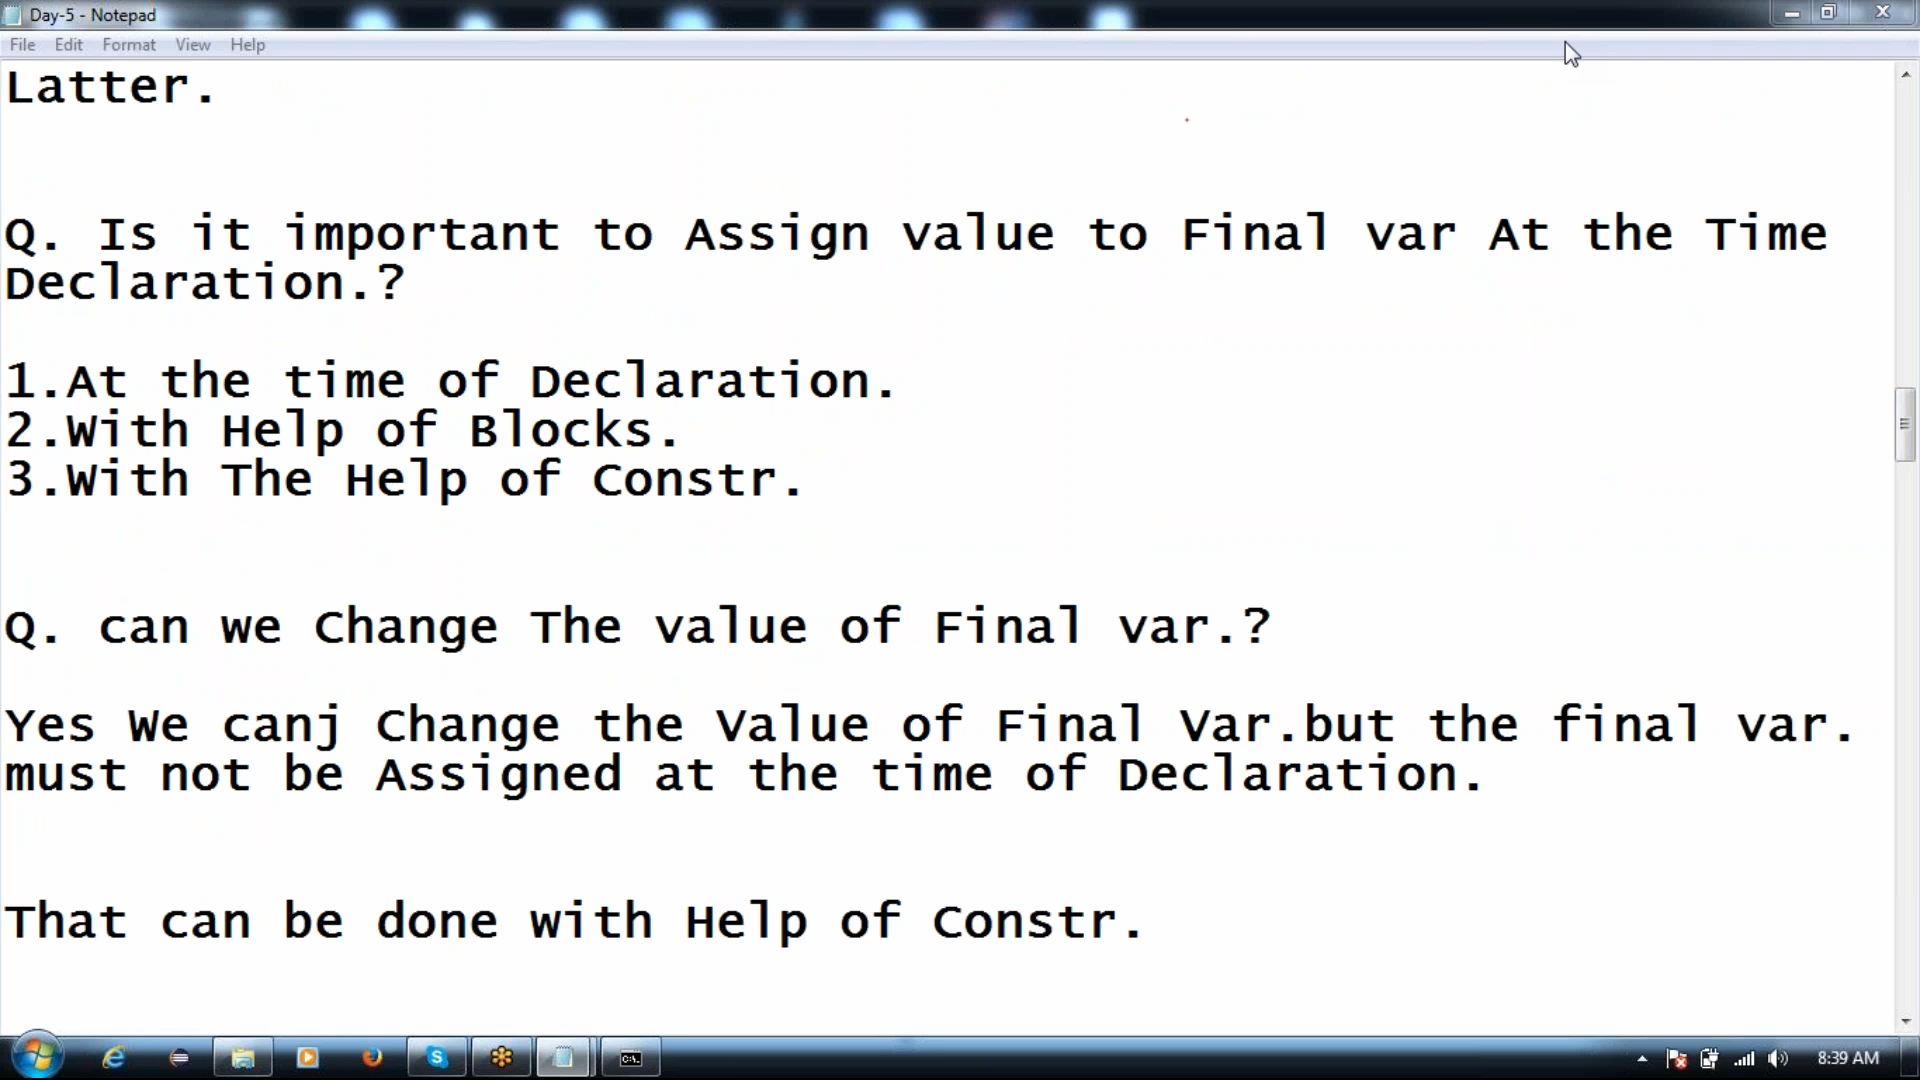 Day-5 - Notepad
File Edit Format View Help
Latter.
Q. Is it important to Assign value to Final var At the Time
Declaration.?
1.At the time of Declaration.
2.With Help of Blocks.
3.With The Help of Constr.
Q. can we Change The value of Final var.?
Yes We canj Change the Value of Final Var.but the final var.
must not be Assigned at the time of Declaration.
That can be done with Help of Constr.
8:39 AM